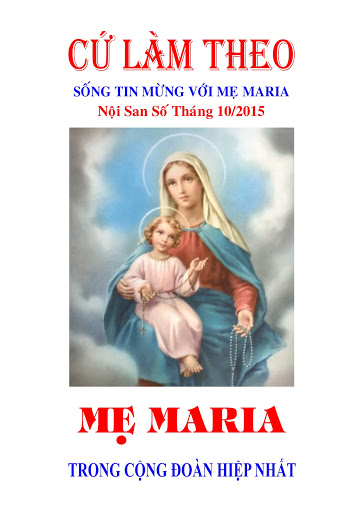 CỨ LÀM THEO
SỐNG TIN MỪNG VỚI MẸ MARIA
Nội San Số Tháng 10/2015
MẸ MARIA
TRONG CỘNG ĐOÀN HIỆP NHẤT